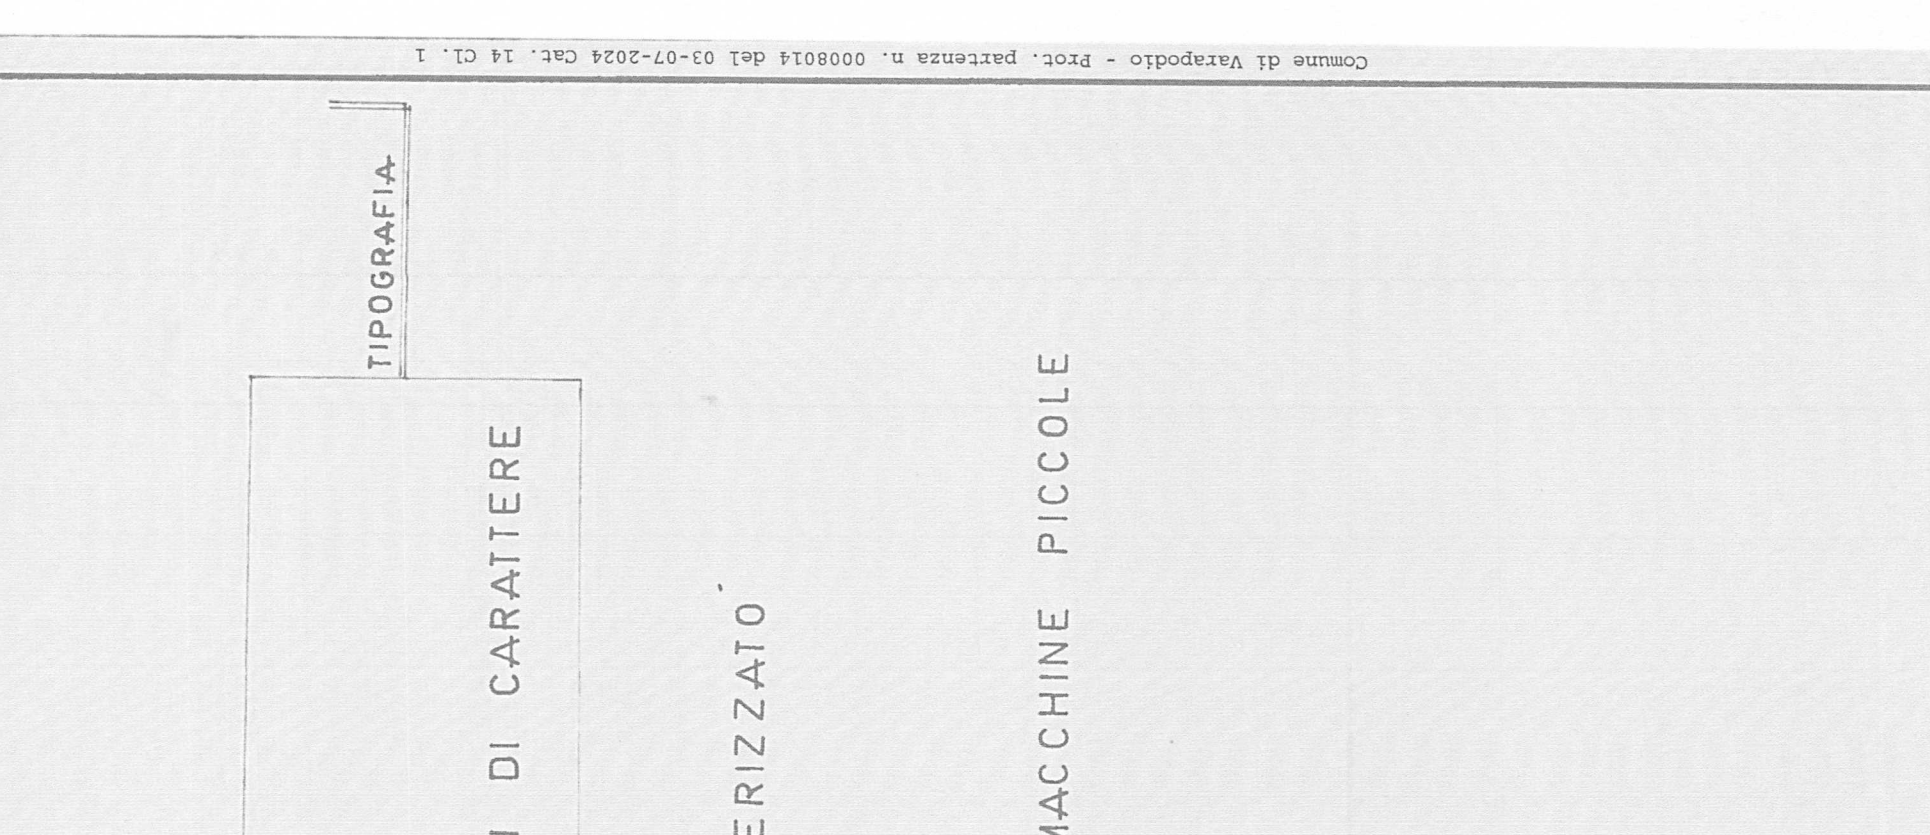 Comune di Varapodio - Prot. partenza n. 0008014 del 03-07-2024 Cat. 14 Cl. 1
TIPOGRAFIA
DI CARATTERE
ERIZZATO
MACCHINE PICCOLE